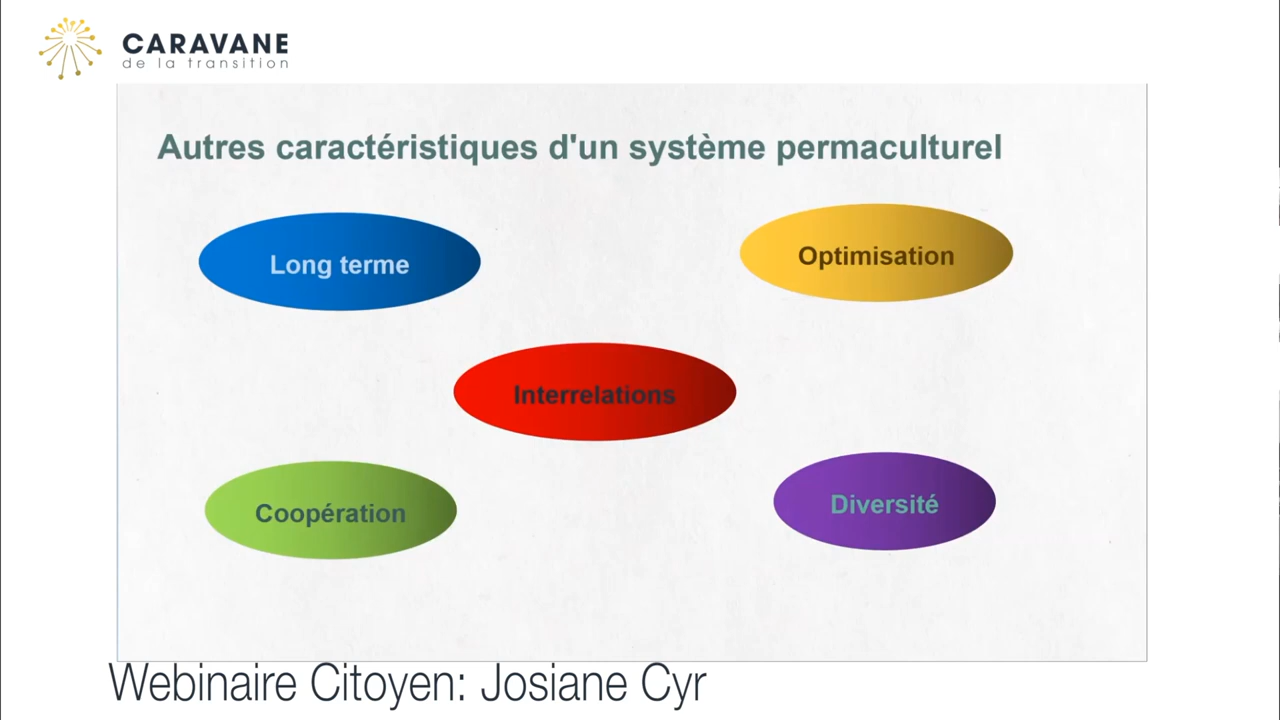 CARAVANE
de la transition
Autres caractéristiques d'un système permaculturel
Long terme
Optimisation
Interrelations
Coopération
Diversité
Webinaire Citoyen: Josiane Cyr